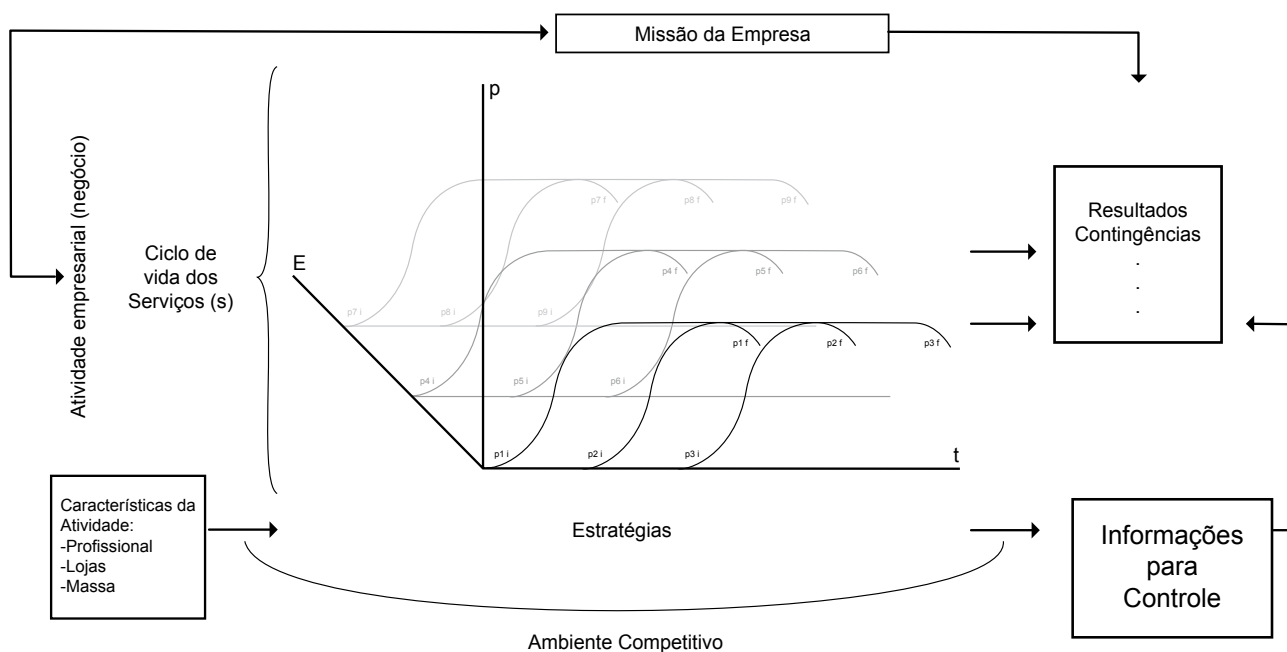 Missão da Empresa
Atividade empresarial (negócio)
Ciclo de
vida dos
Serviços (s)
p
E
t
p7 f
p8 f
p9 f
p7 i
p8 i
p9 i
p4 f
p5 f
p6 f
p4 i
p5 i
p6 i
p1 f
p2 f
p3 f
p1 i
p2 i
p3 i
Resultados
Contingências
.
.
.
Características da
Atividade:
-Profissional
-Lojas
-Massa
Estratégias
Informações
para
Controle
Ambiente Competitivo